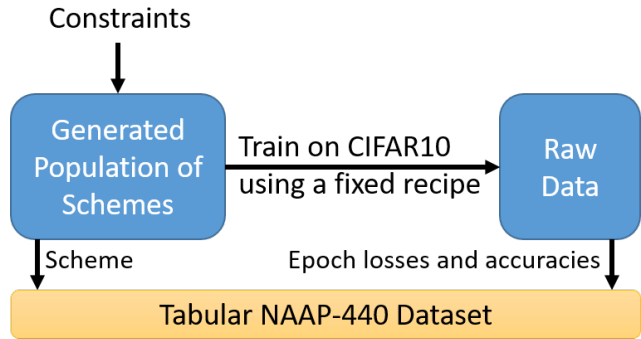 Constraints
Generated
Population of
Schemes
Train on CIFAR10
using a fixed recipe
Raw
Data
Scheme
Epoch losses and accuracies
Tabular NAAP-440 Dataset